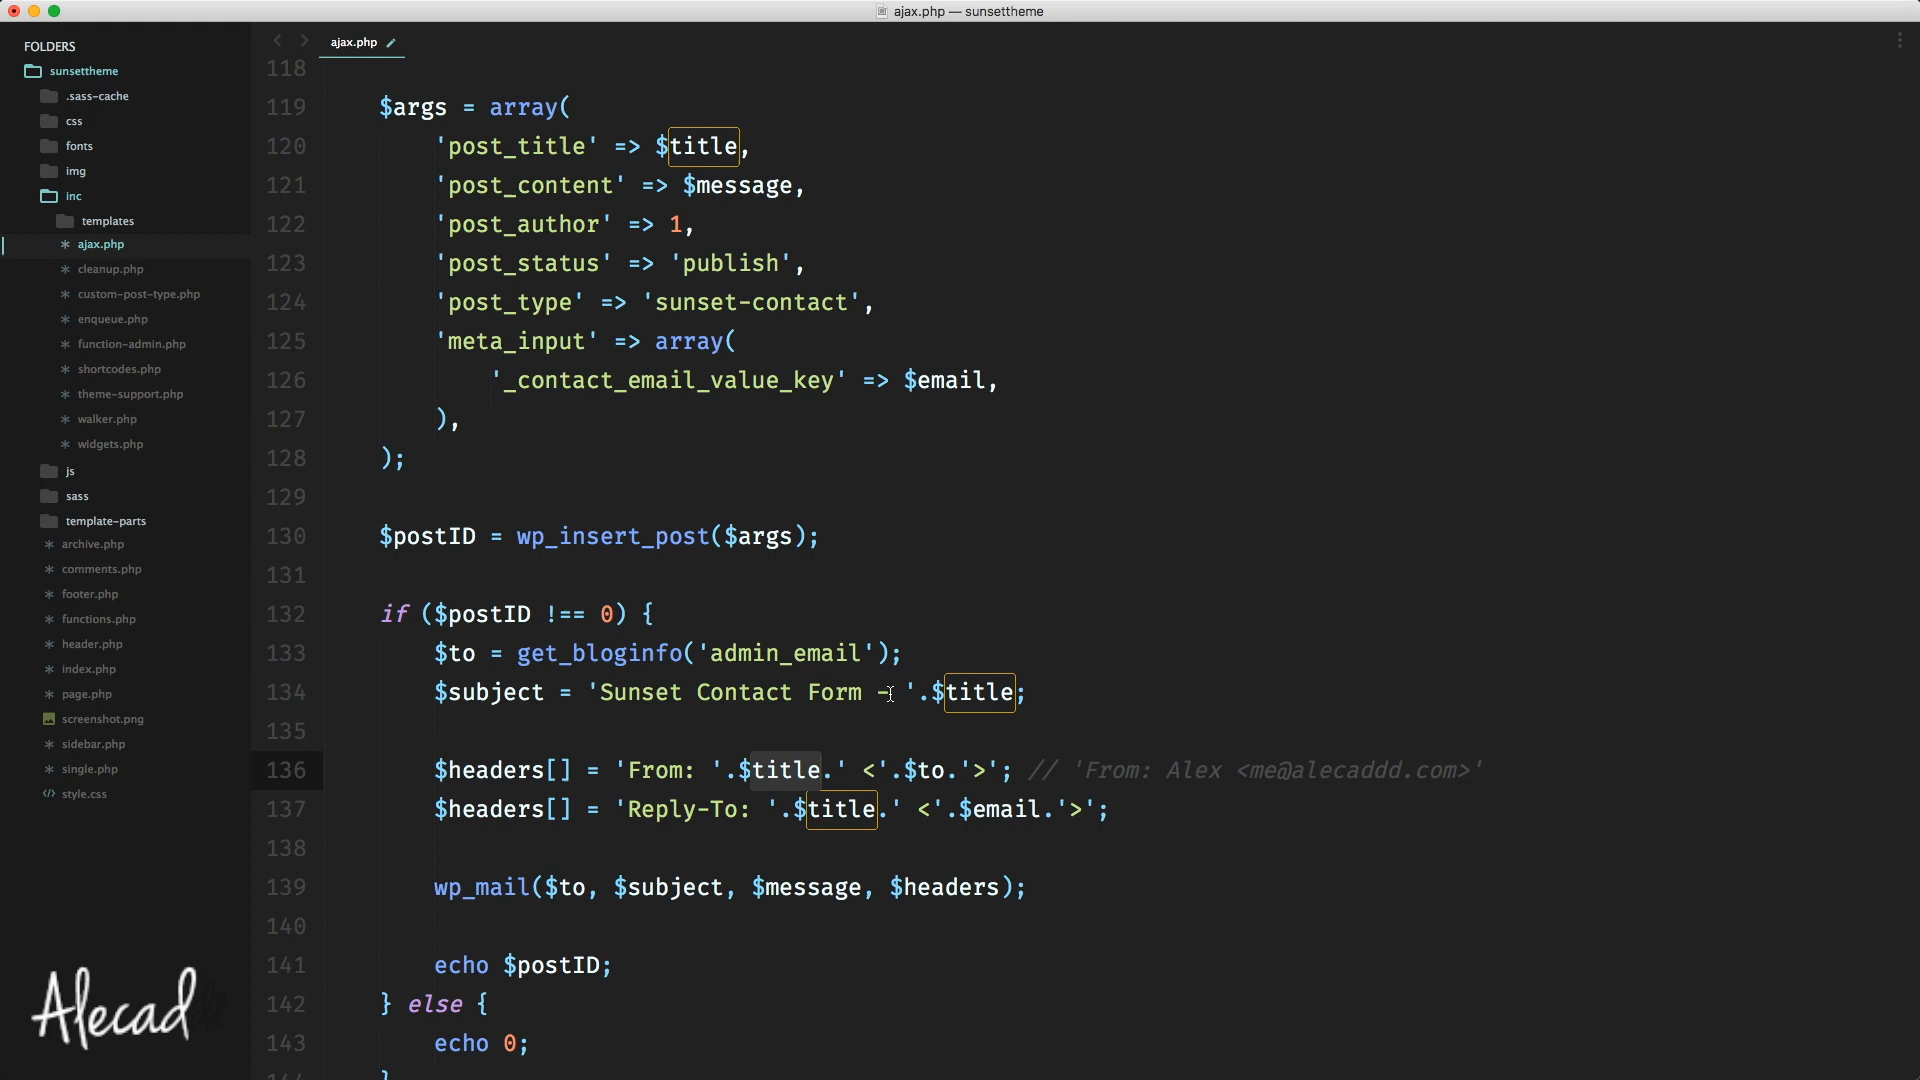 ajax.php — sunsettheme
FOLDERS
sunsettheme
.sass-cache
css
fonts
img
inc
templates
ajax.php
cleanup.php
custom-post-type.php
enqueue.php
function-admin.php
shortcodes.php
theme-support.php
walker.php
widgets.php
js
sass
template-parts
archive.php
comments.php
footer.php
functions.php
header.php
index.php
page.php
screenshot.png
sidebar.php
single.php
style.css
Alecad
ajax.php
118
119 $args = array(
120 'post_title' => $title,
121 'post_content' => $message,
122 'post_author' => 1,
123 'post_status' => 'publish',
124 'post_type' => 'sunset-contact',
125 'meta_input' => array(
126 '_contact_email_value_key' => $email,
127 ),
128 );
129
130 $postID = wp_insert_post($args);
131
132 if ($postID !== 0) {
133 $to = get_bloginfo('admin_email');
134 $subject = 'Sunset Contact Form - '.$title;
135
136 $headers[] = 'From: '.$title.' <'.$to.'>'; // 'From: Alex <me@alecaddd.com>'
137 $headers[] = 'Reply-To: '.$title.' <'.$email.'>';
138
139 wp_mail($to, $subject, $message, $headers);
140
141 echo $postID;
142 } else {
143 echo 0;